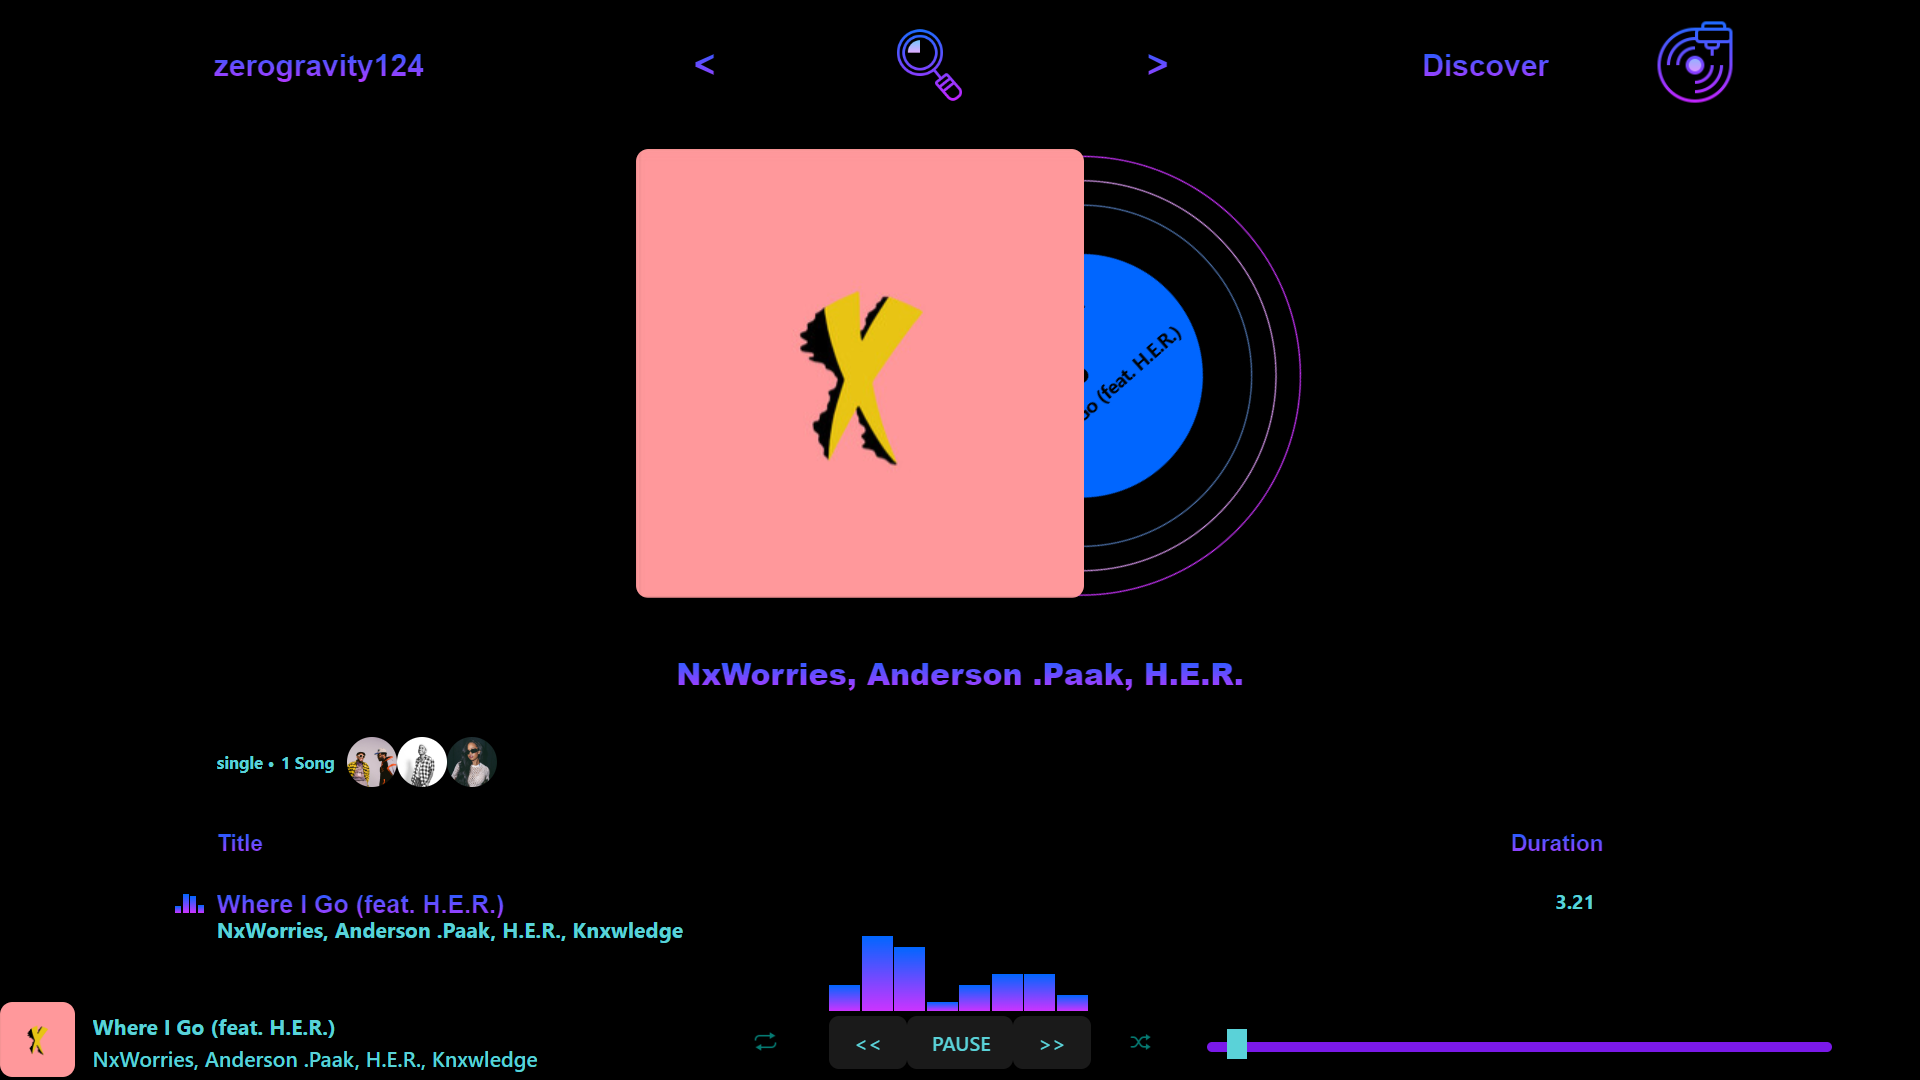 zerogravity124
<
>
Discover
Go (feat. H.E.R.)
NxWorries, Anderson .Paak, H.E.R.
single • 1 Song
Title
Duration
Where I Go (feat. H.E.R.)
3.21
NxWorries, Anderson .Paak, H.E.R., Knxwledge
Where I Go (feat. H.E.R.)
NxWorries, Anderson .Paak, H.E.R., Knxwledge
<<
PAUSE
>>